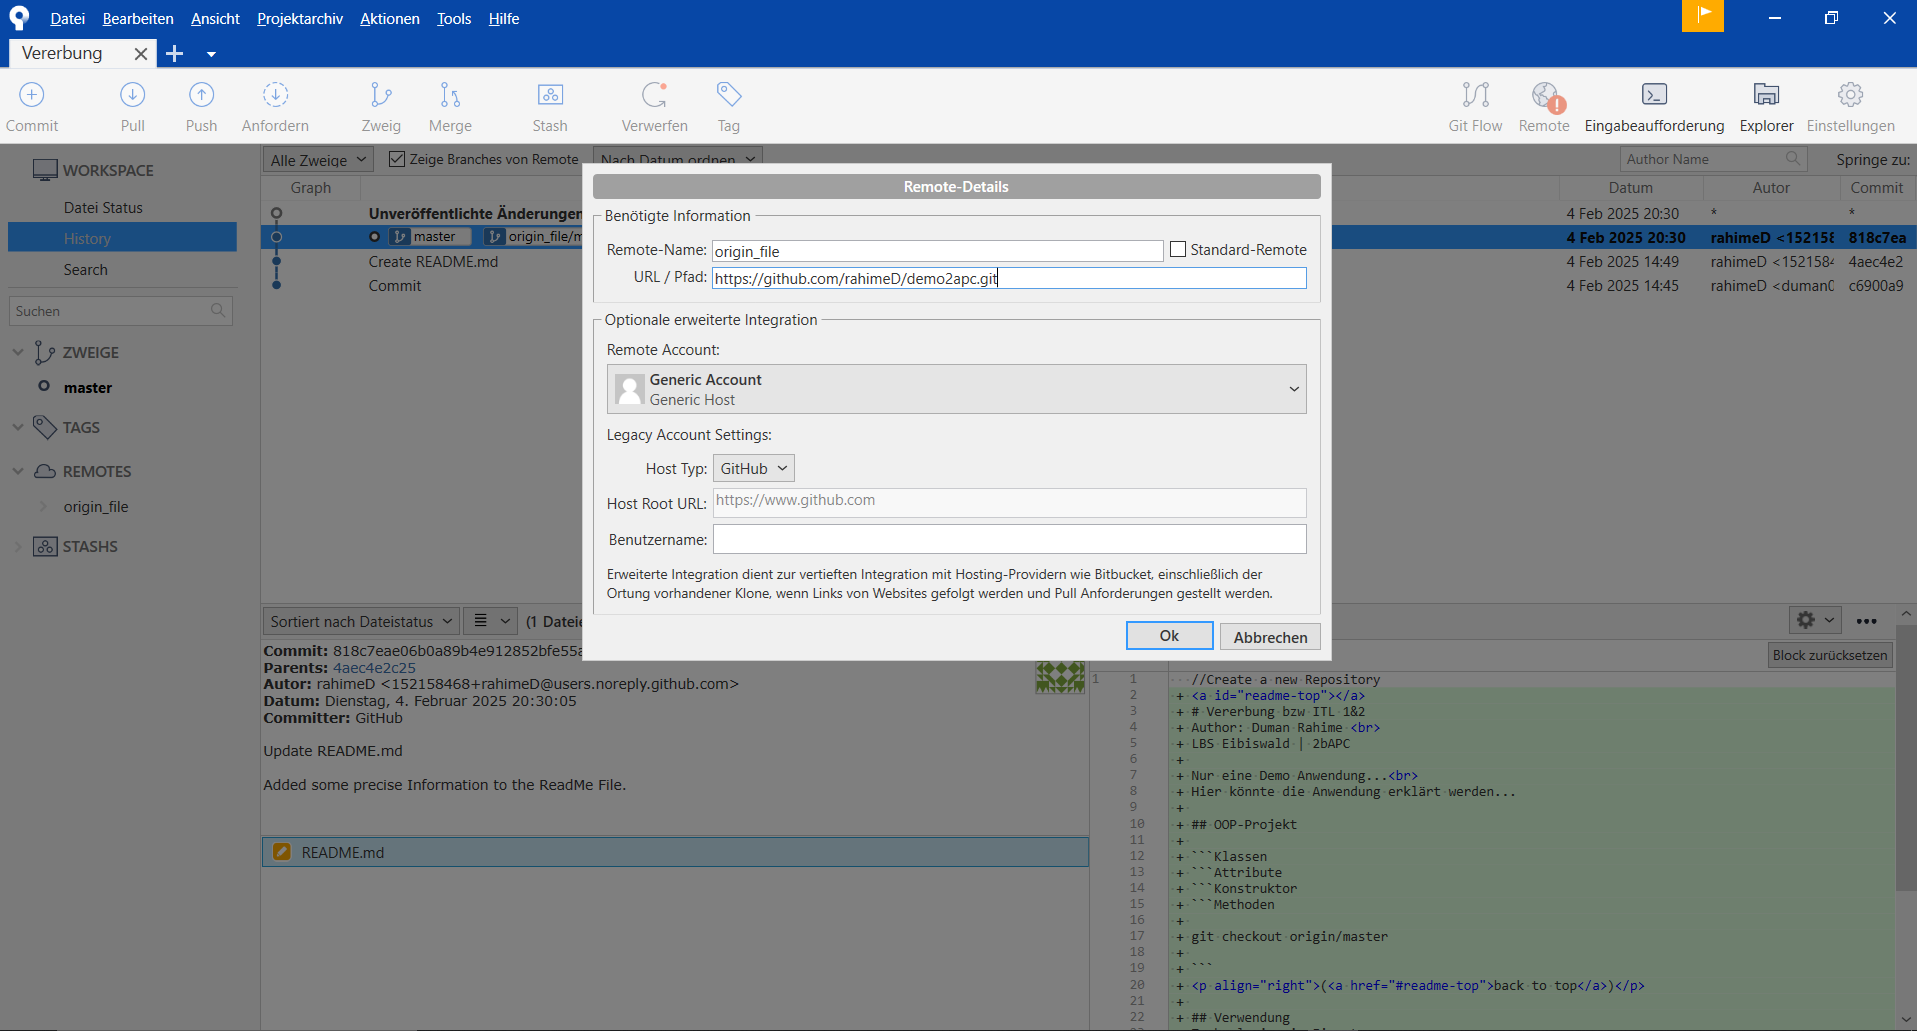 Datei Bearbeiten Ansicht Projektarchiv Aktionen Tools Hilfe
Vererbung
Commit Pull Push Anfordern Zweig Merge Stash Verwerfen Tag Git Flow Remote Eingabeaufforderung Explorer Einstellungen
WORKSPACE
Datei Status
History
Search
Suchen
ZWEIGE
master
TAGS
REMOTES
origin_file
STASHS
Alle Zweige Zeige Branches von Remote Nach Datum ordnen Author Name Springe zu:
Graph Datum Autor Commit
Unveröffentlichte Änderungen 4 Feb 2025 20:30 * *
master origin_file/m 4 Feb 2025 20:30 rahimeD <152158 818c7ea
Create README.md 4 Feb 2025 14:49 rahimeD <152158 4aec4e2
Commit 4 Feb 2025 14:45 rahimeD <duman0 c6900a9
Remote-Details
Benötigte Information
Remote-Name: origin_file Standard-Remote
URL / Pfad: https://github.com/rahimeD/demo2apc.git
Optionale erweiterte Integration
Remote Account:
Generic Account
Generic Host
Legacy Account Settings:
Host Typ: GitHub
Host Root URL: https://www.github.com
Benutzername:
Erweiterte Integration dient zur vertieften Integration mit Hosting-Providern wie Bitbucket, einschließlich der
Ortung vorhandener Klone, wenn Links von Websites gefolgt werden und Pull Anforderungen gestellt werden.
Ok Abbrechen
Sortiert nach Dateistatus (1 Datei
Commit: 818c7eae06b0a89b4e912852bfe55a
Parents: 4aec4e2c25
Autor: rahimeD <152158468+rahimeD@users.noreply.github.com>
Datum: Dienstag, 4. Februar 2025 20:30:05
Committer: GitHub
Update README.md
Added some precise Information to the ReadMe File.
README.md
Block zurücksetzen
1 1 //Create a new Repository
2 + <a id="readme-top"></a>
3 + # Vererbung bzw ITL 1&2
4 + Author: Duman Rahime <br>
5 + LBS Eibiswald | 2bAPC
6 +
7 + Nur eine Demo Anwendung...<br>
8 + Hier könnte die Anwendung erklärt werden...
9 +
10 + ## OOP-Projekt
11 +
12 + ```Klassen
13 + ```Attribute
14 + ```Konstruktor
15 + ```Methoden
16 +
17 + git checkout origin/master
18 +
19 + ```
20 + <p align="right">(<a href="#readme-top">back to top</a>)</p>
21 +
22 + ## Verwendung